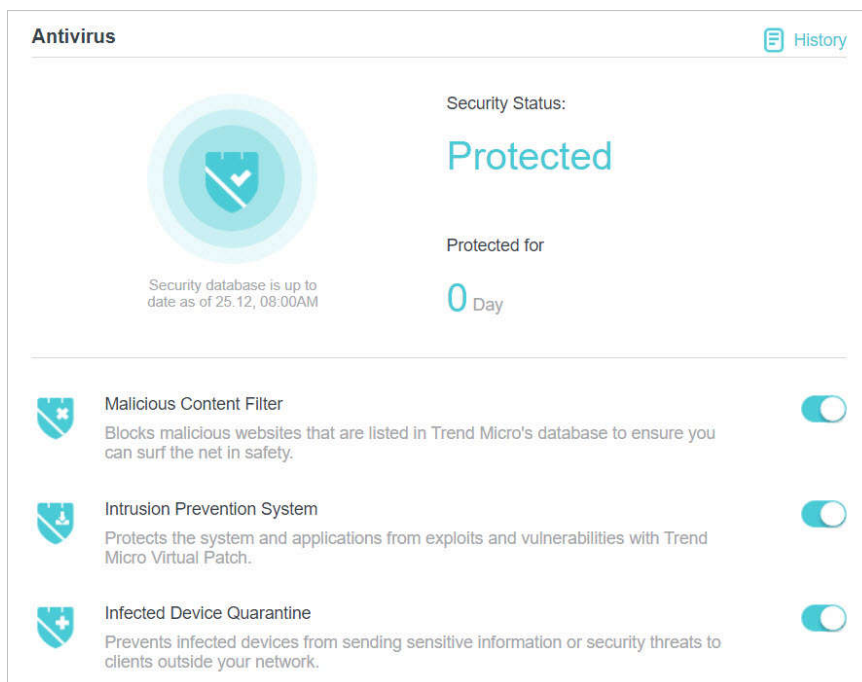 Antivirus
History
Security Status:
Protected
Protected for
0 Day
Security database is up to
date as of 25.12, 08:00AM
Malicious Content Filter
Blocks malicious websites that are listed in Trend Micro's database to ensure you
can surf the net in safety.
Intrusion Prevention System
Protects the system and applications from exploits and vulnerabilities with Trend
Micro Virtual Patch.
Infected Device Quarantine
Prevents infected devices from sending sensitive information or security threats to
clients outside your network.